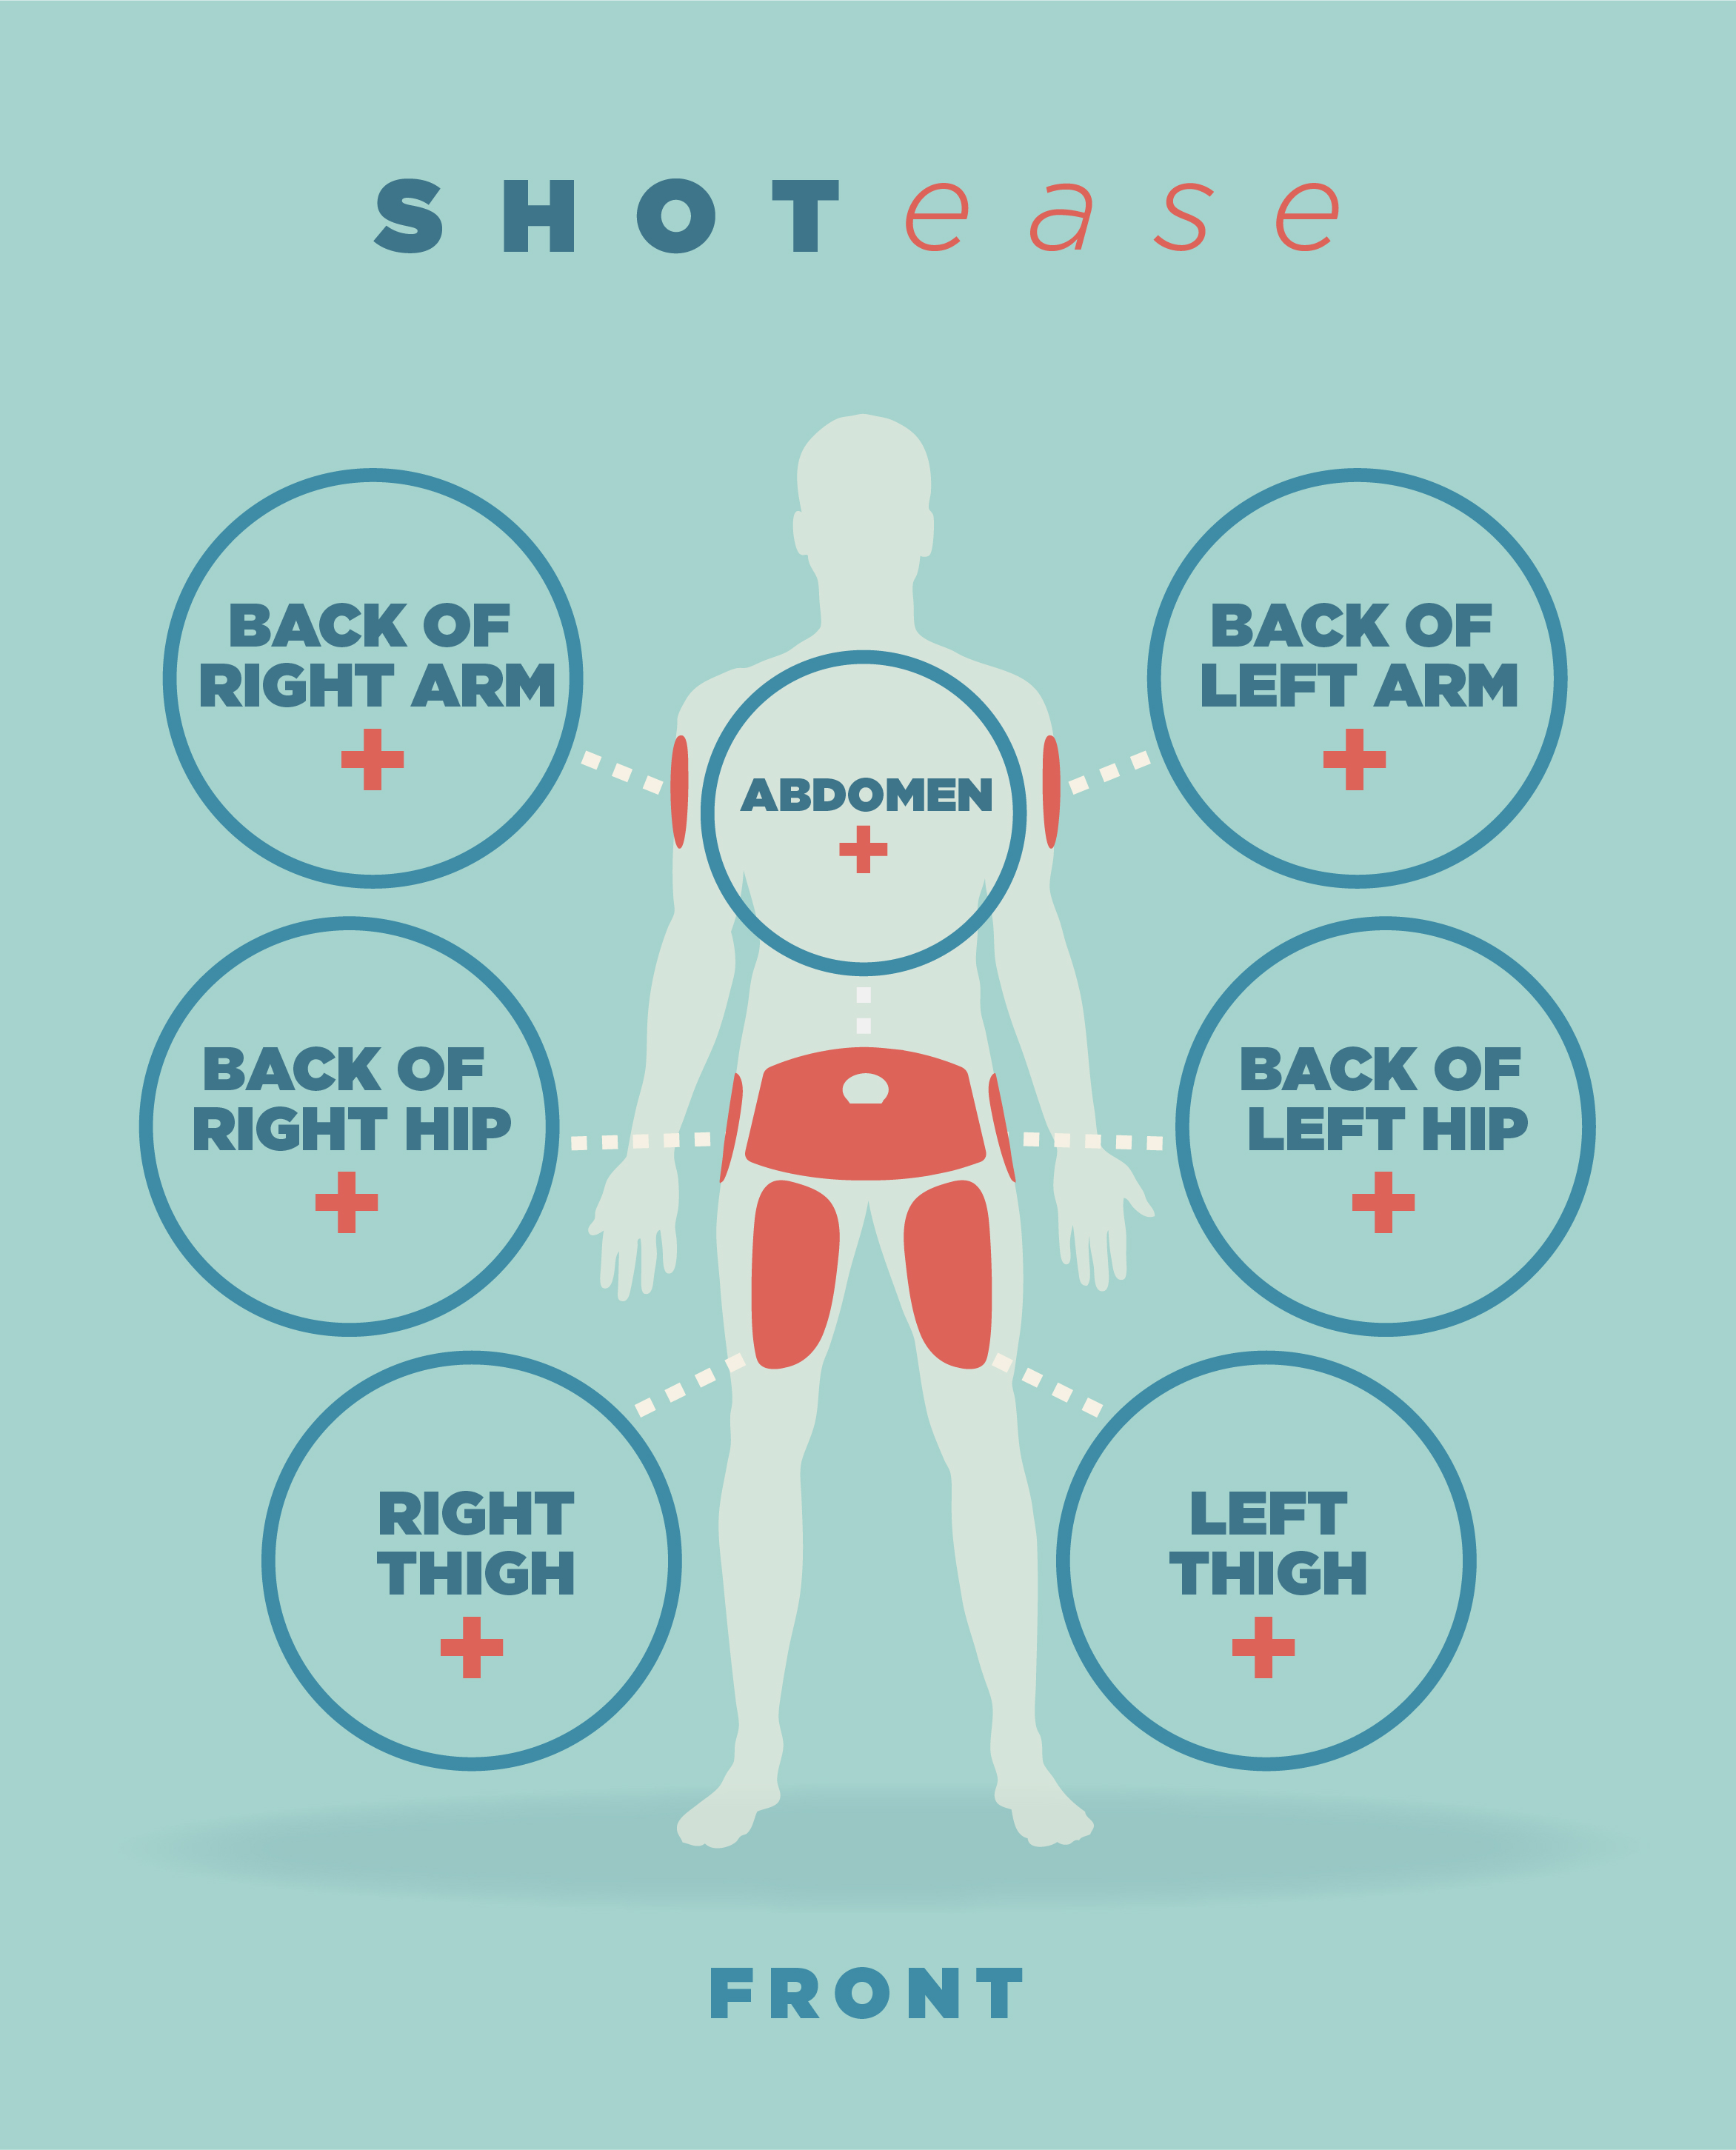 SHOTease
BACK OF
RIGHT ARM
BACK OF
LEFT ARM
ABDOMEN
BACK OF
RIGHT HIP
BACK OF
LEFT HIP
RIGHT
THIGH
LEFT
THIGH
FRONT